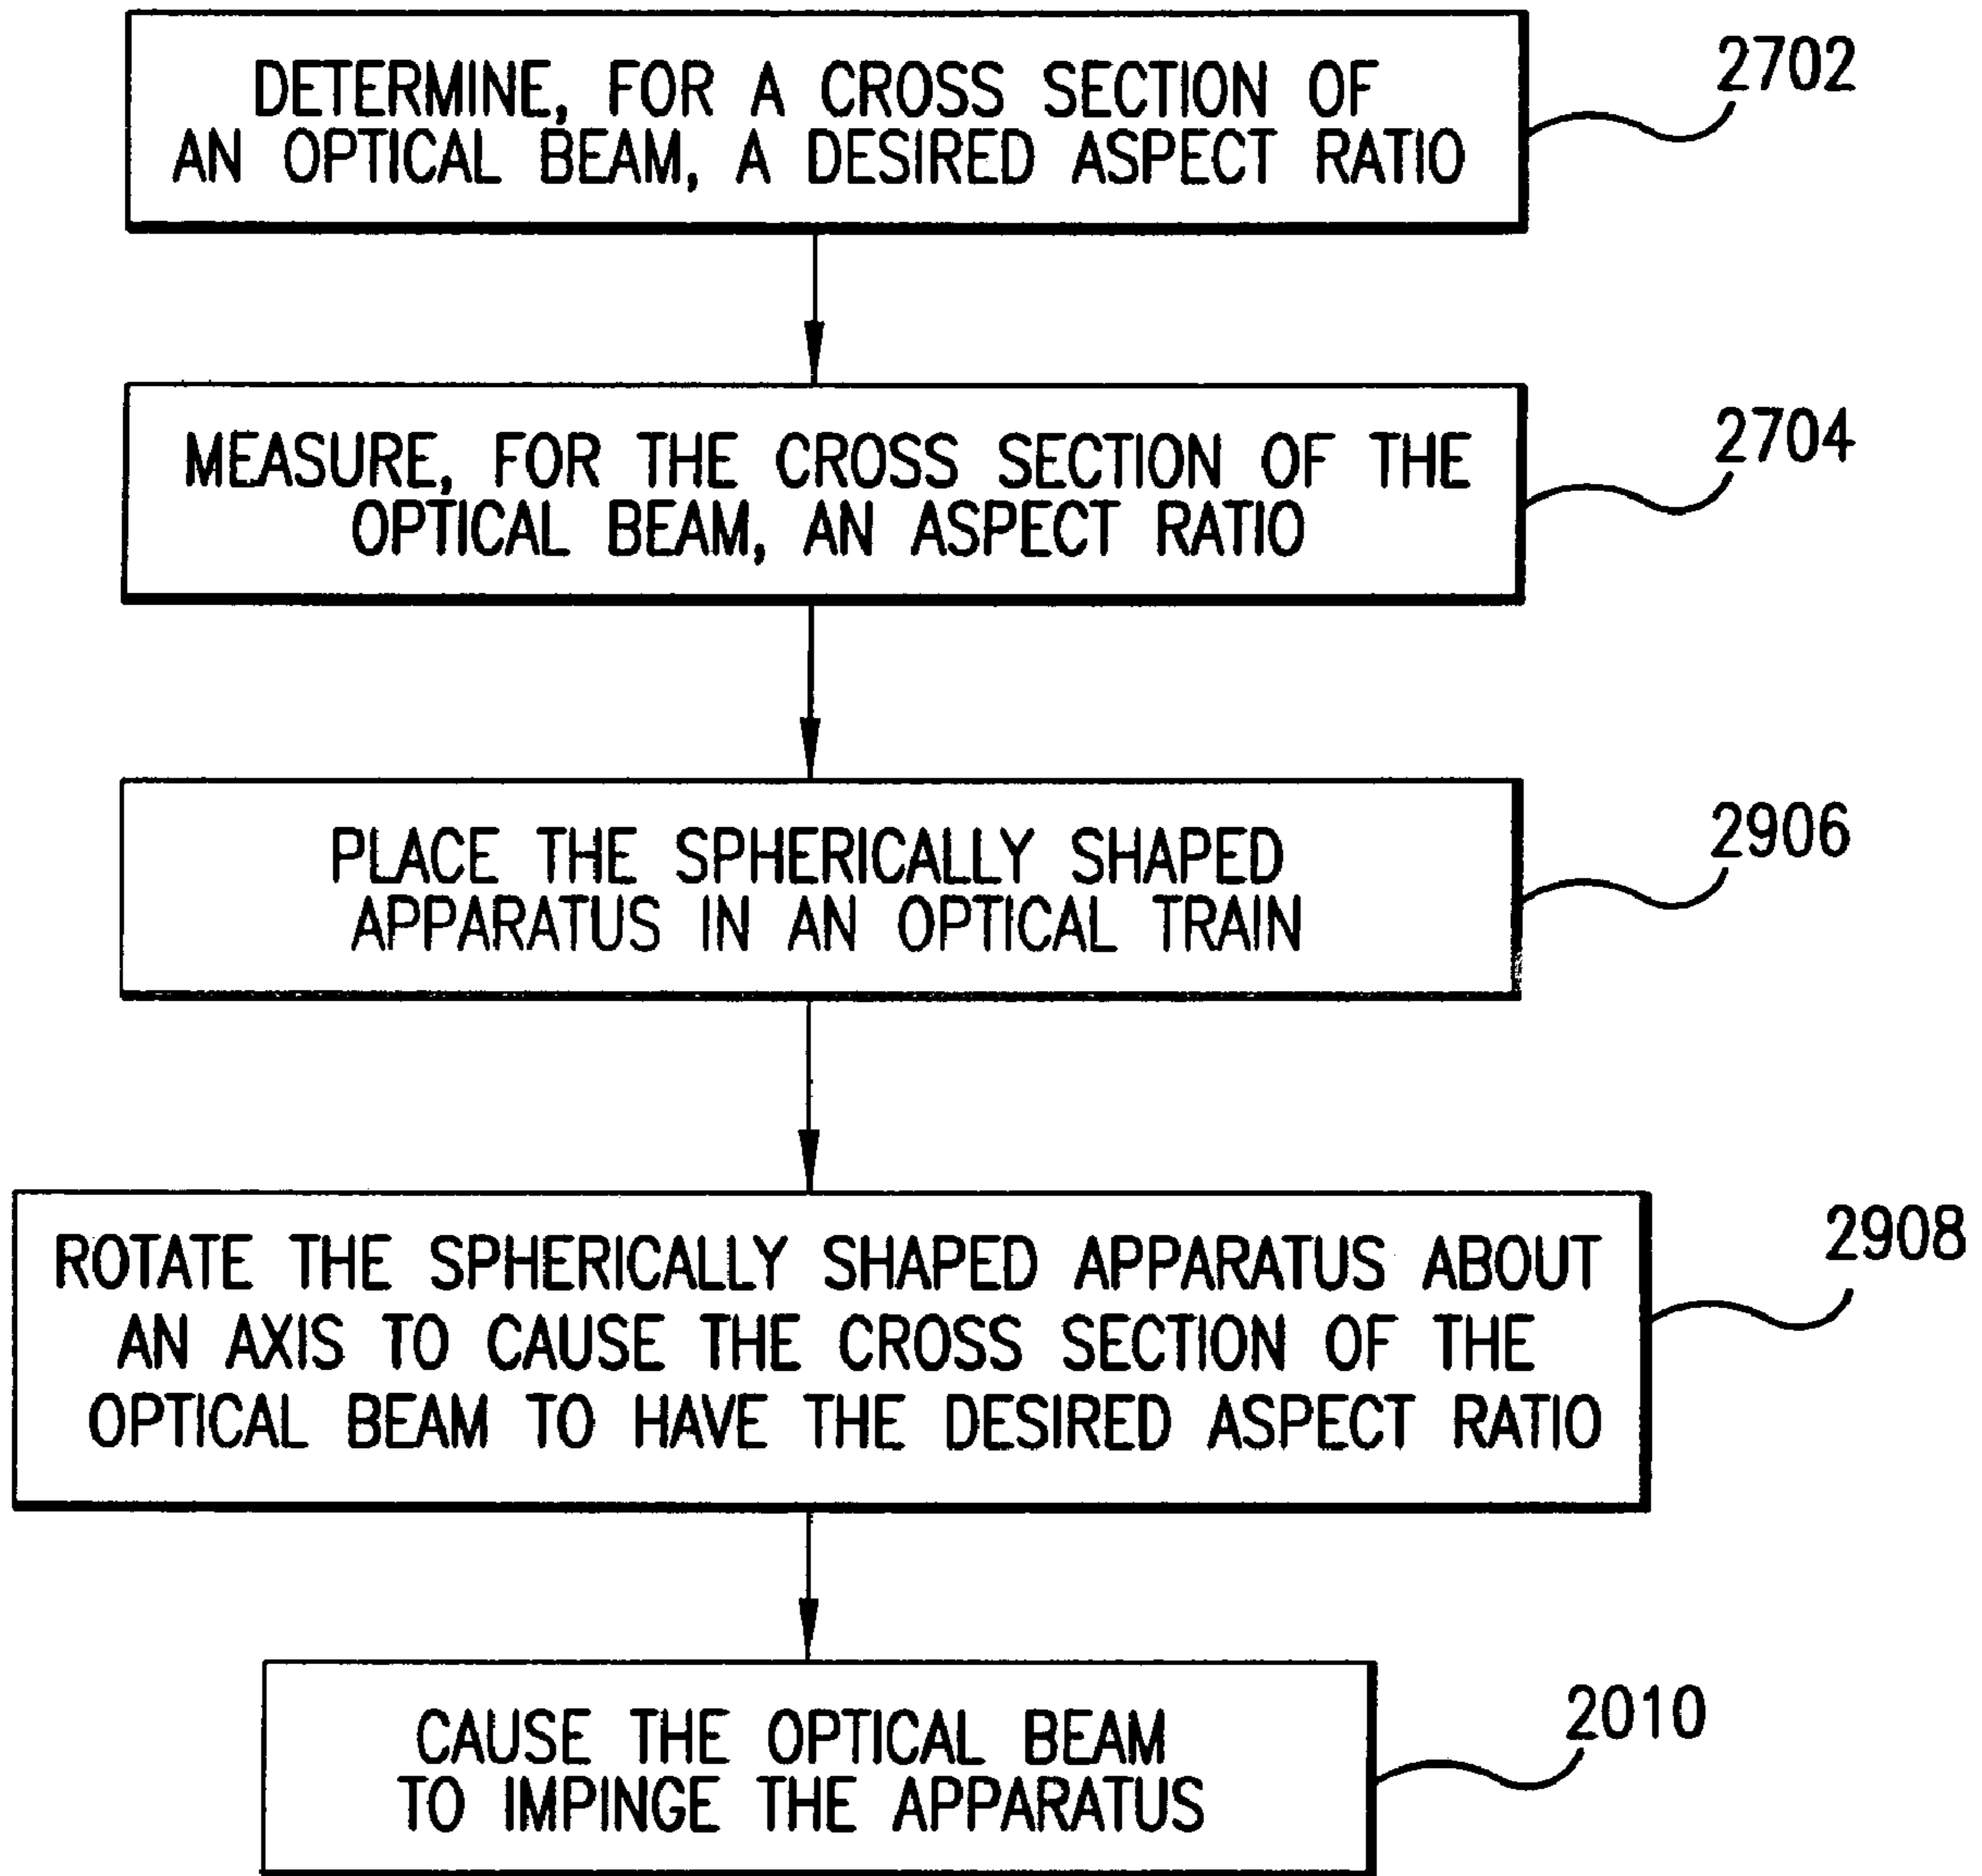 DETERMINE, FOR A CROSS SECTION OF
AN OPTICAL BEAM, A DESIRED ASPECT RATIO
2702
MEASURE, FOR THE CROSS SECTION OF THE
OPTICAL BEAM, AN ASPECT RATIO
2704
PLACE THE SPHERICALLY SHAPED
APPARATUS IN AN OPTICAL TRAIN
2906
ROTATE THE SPHERICALLY SHAPED APPARATUS ABOUT
AN AXIS TO CAUSE THE CROSS SECTION OF THE
OPTICAL BEAM TO HAVE THE DESIRED ASPECT RATIO
2908
CAUSE THE OPTICAL BEAM
TO IMPINGE THE APPARATUS
2010